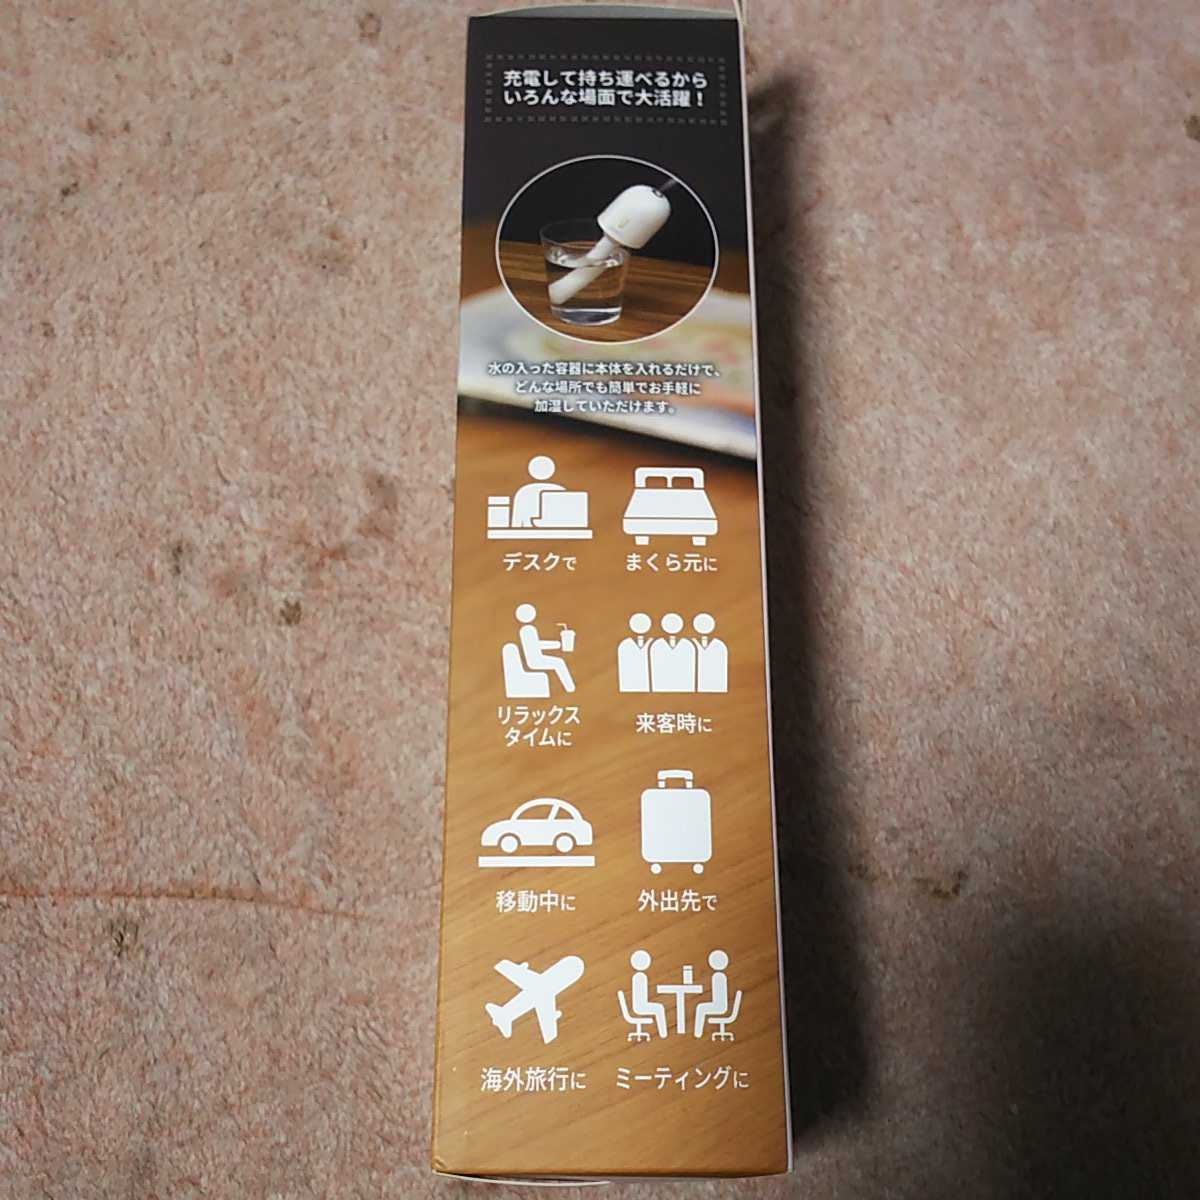 充電して持ち運べるから
いろんな場面で大活躍！
水の入った容器に本体を入れるだけで、
どんな場所でも簡単でお手軽に
加湿していただけます。
デスクで
まくら元に
リラックス
タイムに
来客時に
移動中に
外出先で
海外旅行に
ミーティングに